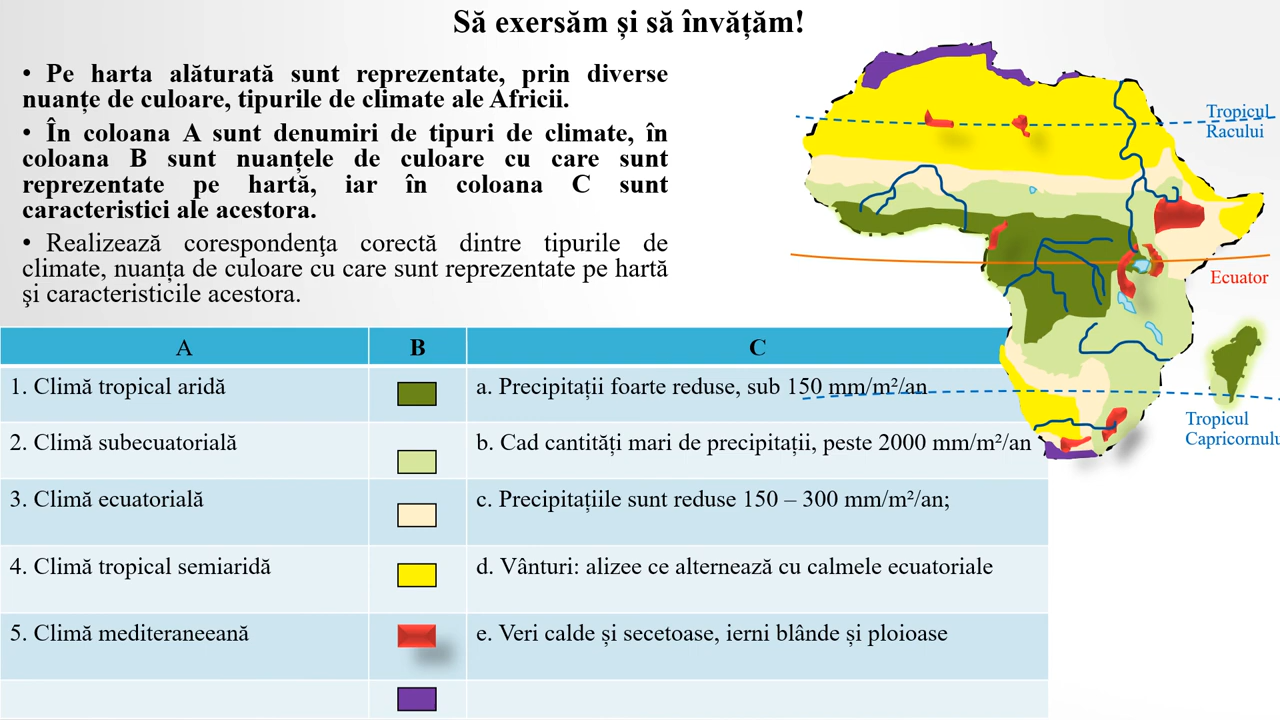 Să exersăm și să învățăm!
• Pe harta alăturată sunt reprezentate, prin diverse
nuanțe de culoare, tipurile de climate ale Africii.
• În coloana A sunt denumiri de tipuri de climate, în
coloana B sunt nuanțele de culoare cu care sunt
reprezentate pe hartă, iar în coloana C sunt
caracteristici ale acestora.
• Realizează corespondenţa corectă dintre tipurile de
climate, nuanța de culoare cu care sunt reprezentate pe hartă
şi caracteristicile acestora.
Tropicul
Racului
Ecuator
Tropicul
Capricornulu
A B C
1. Climă tropical aridă a. Precipitații foarte reduse, sub 150 mm/m²/an
2. Climă subecuatorială b. Cad cantități mari de precipitații, peste 2000 mm/m²/an
3. Climă ecuatorială c. Precipitațiile sunt reduse 150 – 300 mm/m²/an;
4. Climă tropical semiaridă d. Vânturi: alizee ce alternează cu calmele ecuatoriale
5. Climă mediteraneeană e. Veri calde și secetoase, ierni blânde și ploioase